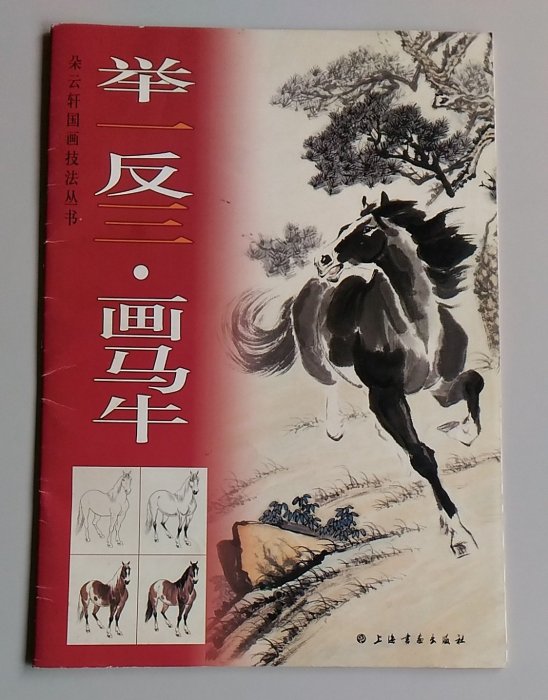 朵云轩国画技法丛书
举一反三·画马牛
上海书画出版社